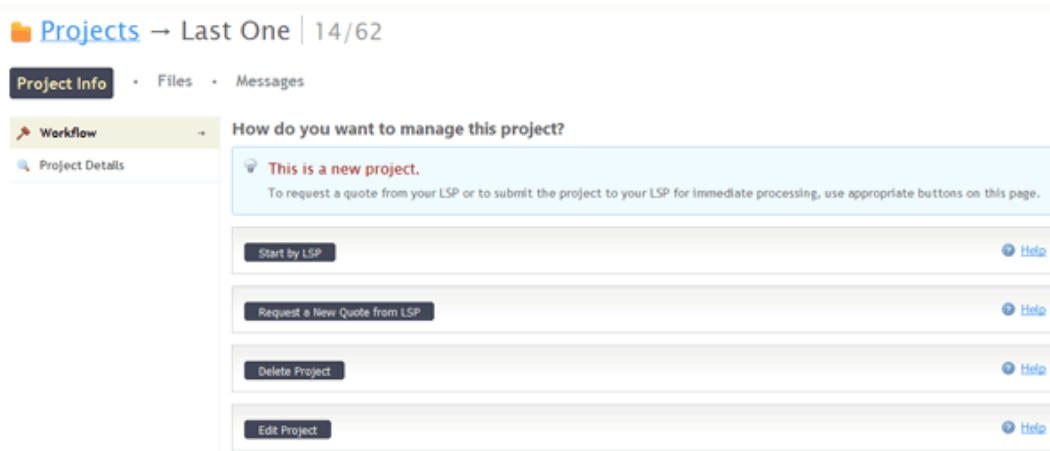 Projects → Last One | 14/62
Project Info • Files • Messages
Workflow →
Project Details
How do you want to manage this project?
This is a new project.
To request a quote from your LSP or to submit the project to your LSP for immediate processing, use appropriate buttons on this page.
Start by LSP Help
Request a New Quote from LSP Help
Delete Project Help
Edit Project Help